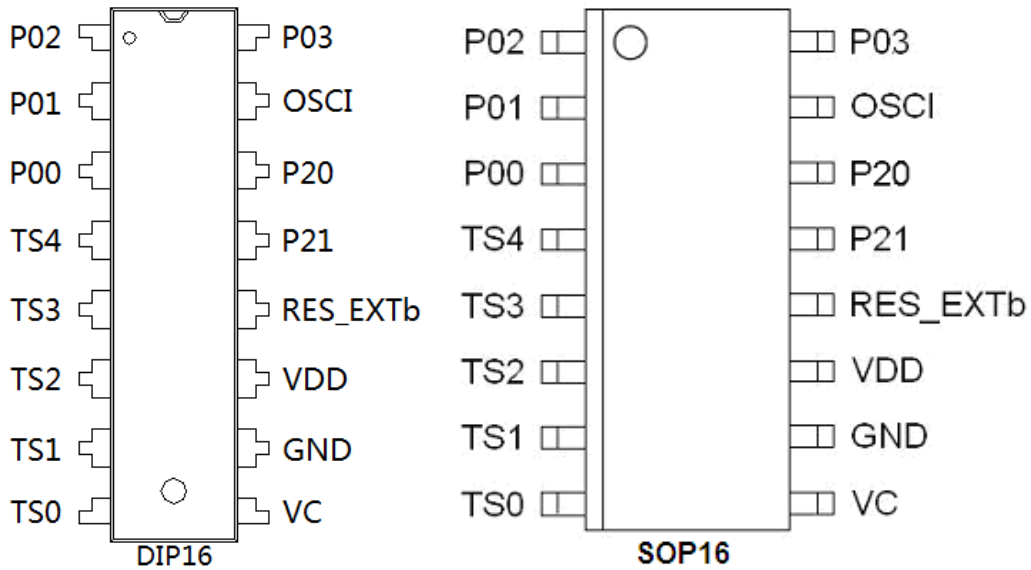 P02 P03
P01 OSCI
P00 P20
TS4 P21
TS3 RES_EXTb
TS2 VDD
TS1 GND
TS0 VC
DIP16
P02 P03
P01 OSCI
P00 P20
TS4 P21
TS3 RES_EXTb
TS2 VDD
TS1 GND
TS0 VC
SOP16